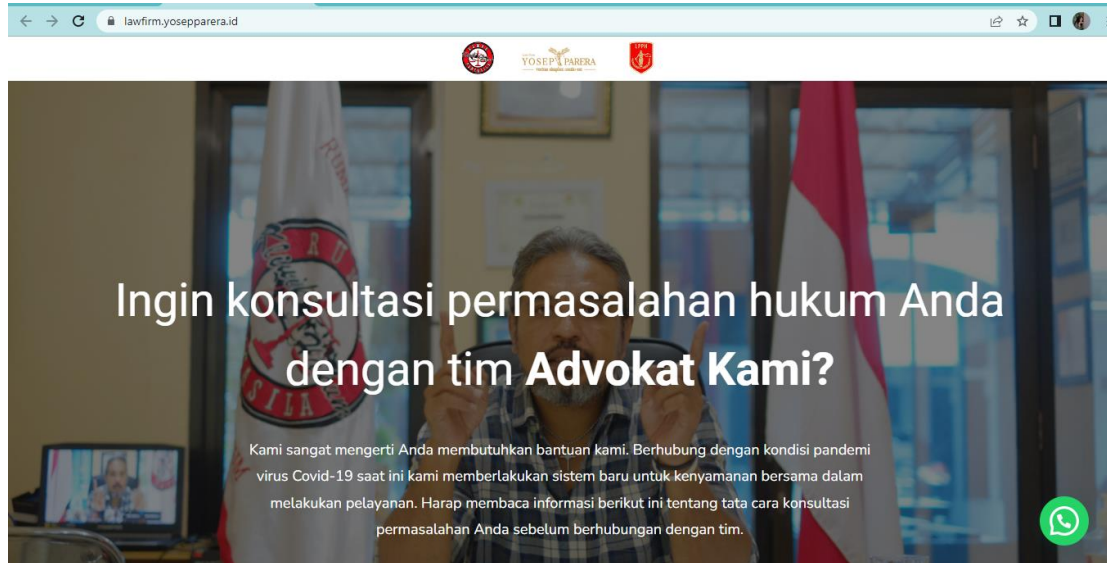 lawfirm.yosepparera.id
YOSEP PARERA
LPPH
Ingin konsultasi permasalahan hukum Anda
dengan tim Advokat Kami?
Kami sangat mengerti Anda membutuhkan bantuan kami. Berhubung dengan kondisi pandemi
virus Covid-19 saat ini kami memberlakukan sistem baru untuk kenyamanan bersama dalam
melakukan pelayanan. Harap membaca informasi berikut ini tentang tata cara konsultasi
permasalahan Anda sebelum berhubungan dengan tim.